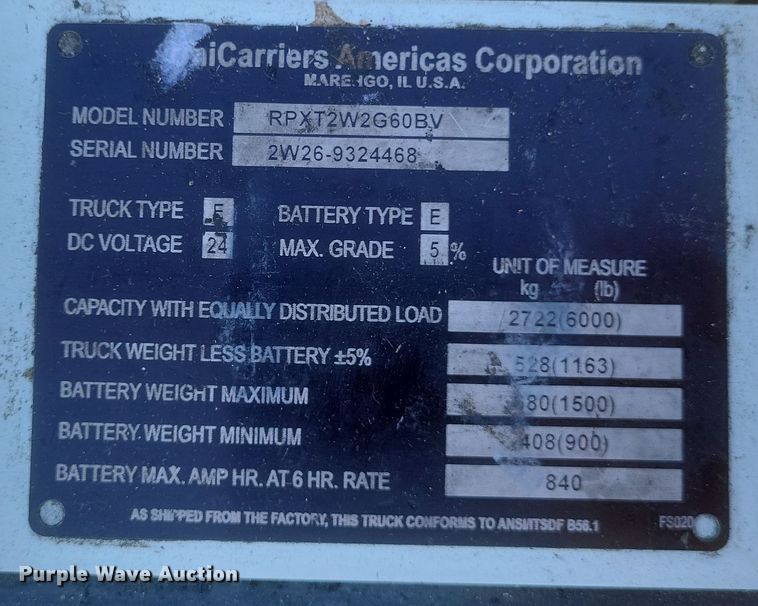 niCarriers Americas Corporation
MARENGO, IL U.S.A.
MODEL NUMBER RPXT2W2G60BV
SERIAL NUMBER 2W26-9324468
TRUCK TYPE E BATTERY TYPE E
DC VOLTAGE 24 MAX. GRADE 5 %
UNIT OF MEASURE
kg (lb)
CAPACITY WITH EQUALLY DISTRIBUTED LOAD 2722(6000)
TRUCK WEIGHT LESS BATTERY ±5% 528(1163)
BATTERY WEIGHT MAXIMUM 80(1500)
BATTERY WEIGHT MINIMUM 408(900)
BATTERY MAX. AMP HR. AT 6 HR. RATE 840
AS SHIPPED FROM THE FACTORY, THIS TRUCK CONFORMS TO ANSI/ITSDF B56.1 FS020
Purple Wave Auction